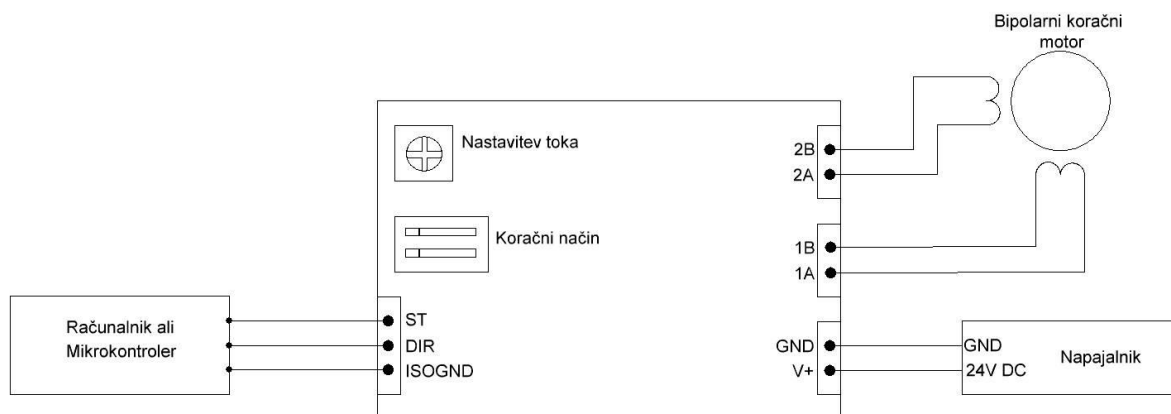 Bipolarni koračni
motor
Nastavitev toka
2B
2A
Koračni način
1B
1A
Računalnik ali
Mikrokontroler
ST
DIR
ISOGND
GND
V+
GND
24V DC
Napajalnik